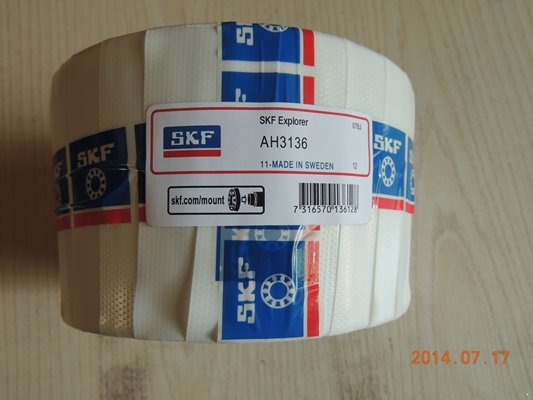 SKF
SKF Explorer
078J
SKF
AH3136
11-MADE IN SWEDEN
12
SKF
skf.com/mount
7 316570 136128
SKF
2014.07.17